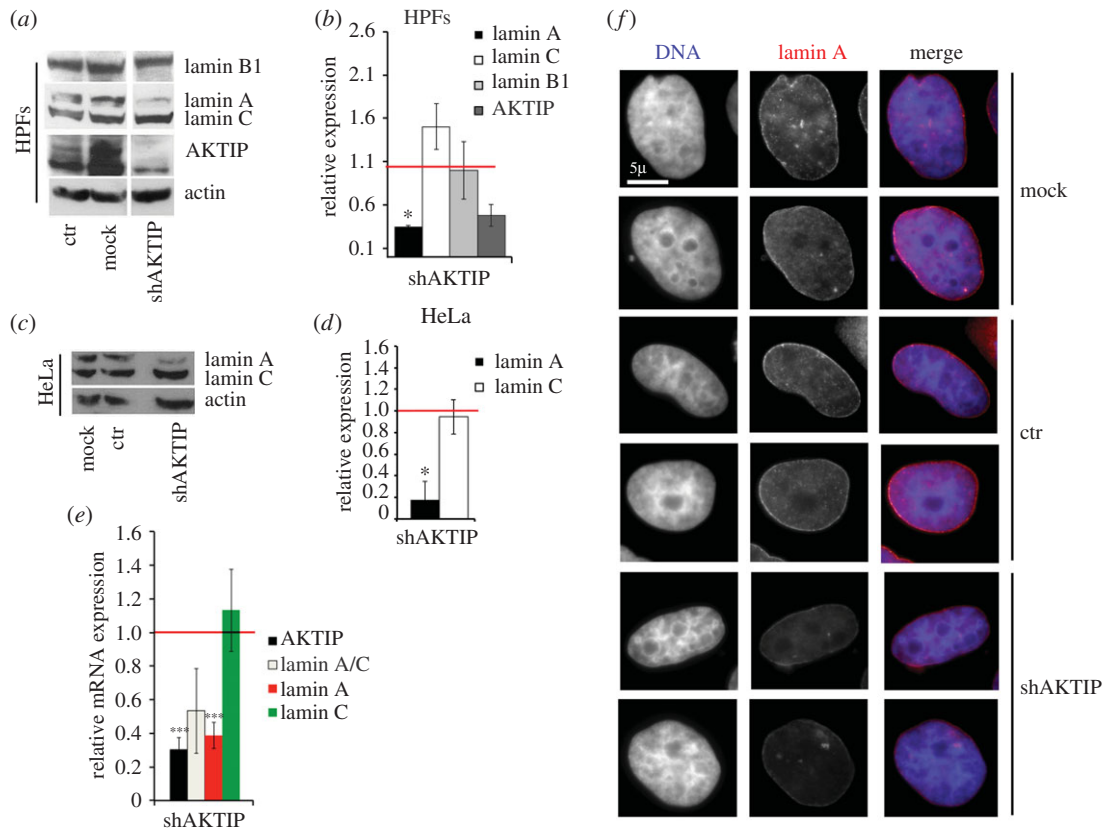 (a)
HPFs
lamin B1
lamin A
lamin C
AKTIP
actin
ctr
mock
shAKTIP
(b)
HPFs
lamin A
lamin C
lamin B1
AKTIP
relative expression
2.6
2.1
1.6
1.1
0.6
0.1
*
shAKTIP
(c)
HeLa
lamin A
lamin C
actin
mock
ctr
shAKTIP
(d)
HeLa
lamin A
lamin C
relative expression
1.6
1.4
1.2
1.0
0.8
0.6
0.4
0.2
0
*
shAKTIP
(e)
relative mRNA expression
1.6
1.4
1.2
1.0
0.8
0.6
0.4
0.2
0
***
***
AKTIP
lamin A/C
lamin A
lamin C
shAKTIP
(f)
DNA
lamin A
merge
5μ
mock
ctr
shAKTIP